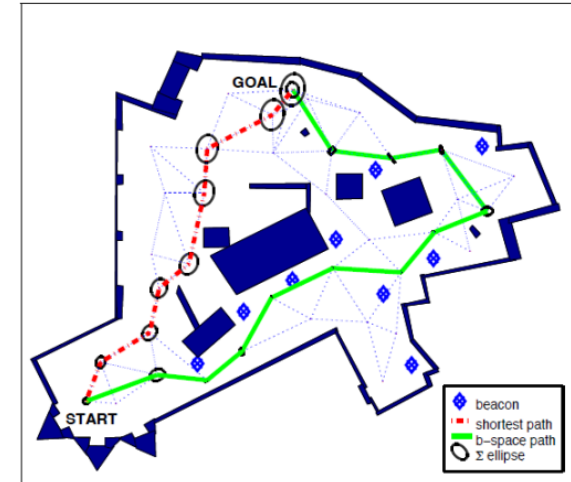 GOAL
START
beacon
shortest path
b-space path
Σ ellipse